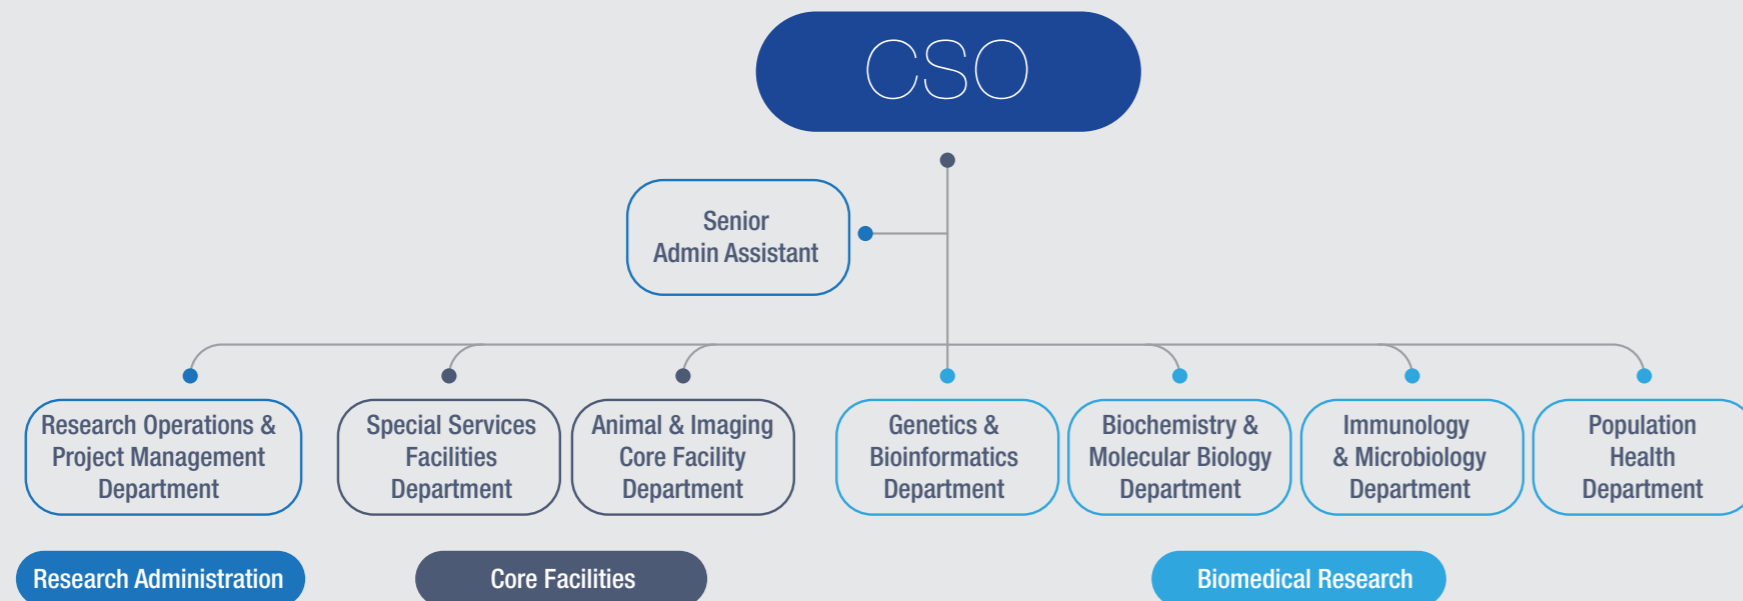 CSO
Senior
Admin Assistant
Research Operations &
Project Management
Department
Special Services
Facilities
Department
Animal & Imaging
Core Facility
Department
Genetics &
Bioinformatics
Department
Biochemistry &
Molecular Biology
Department
Immunology
& Microbiology
Department
Population
Health
Department
Research Administration
Core Facilities
Biomedical Research